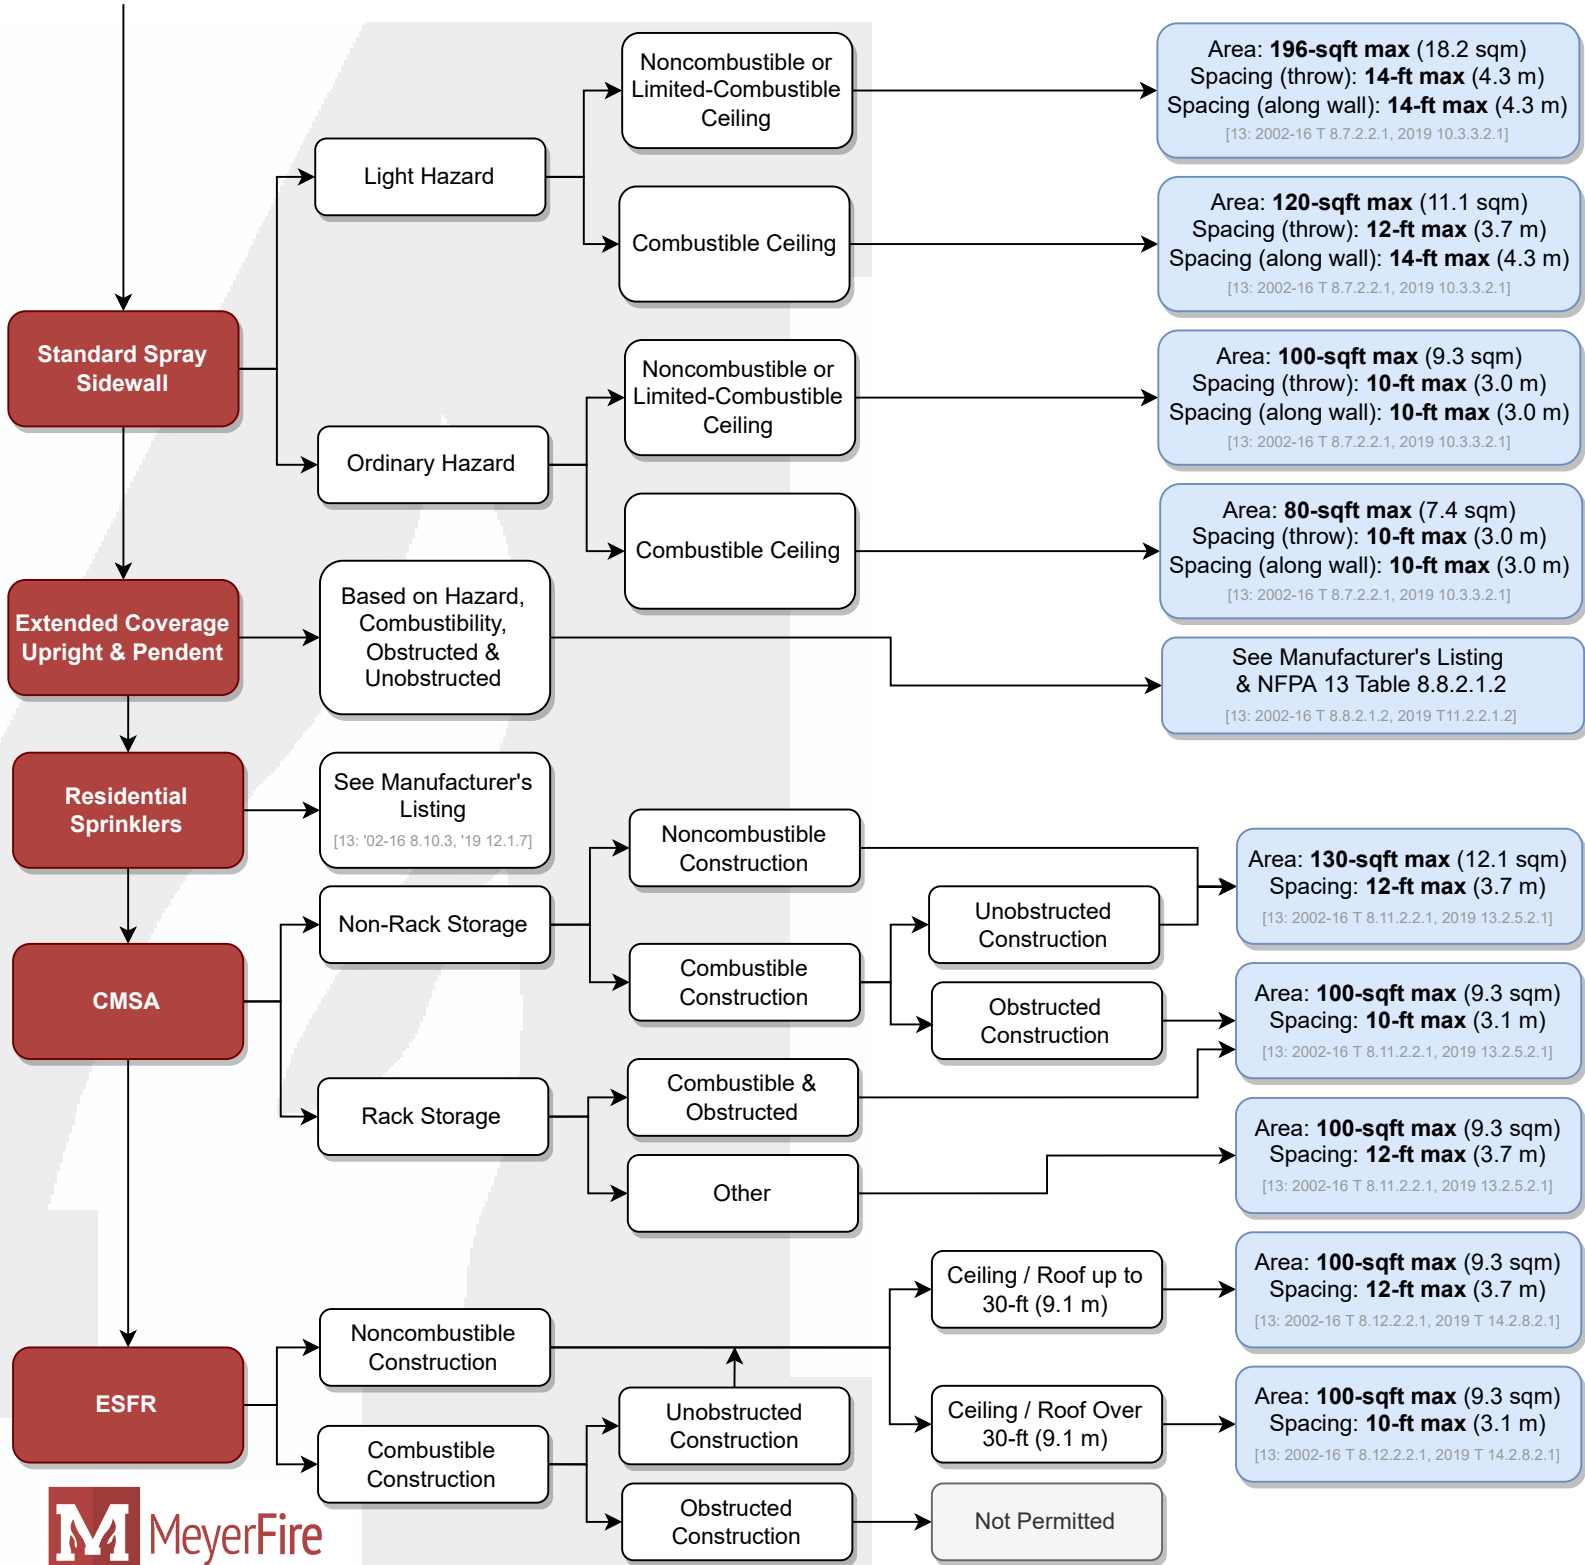 Noncombustible or
Limited-Combustible
Ceiling
Area: 196-sqft max (18.2 sqm)
Spacing (throw): 14-ft max (4.3 m)
Spacing (along wall): 14-ft max (4.3 m)
[13: 2002-16 T 8.7.2.2.1, 2019 10.3.3.2.1]
Light Hazard
Combustible Ceiling
Area: 120-sqft max (11.1 sqm)
Spacing (throw): 12-ft max (3.7 m)
Spacing (along wall): 14-ft max (4.3 m)
[13: 2002-16 T 8.7.2.2.1, 2019 10.3.3.2.1]
Standard Spray
Sidewall
Noncombustible or
Limited-Combustible
Ceiling
Area: 100-sqft max (9.3 sqm)
Spacing (throw): 10-ft max (3.0 m)
Spacing (along wall): 10-ft max (3.0 m)
[13: 2002-16 T 8.7.2.2.1, 2019 10.3.3.2.1]
Ordinary Hazard
Combustible Ceiling
Area: 80-sqft max (7.4 sqm)
Spacing (throw): 10-ft max (3.0 m)
Spacing (along wall): 10-ft max (3.0 m)
[13: 2002-16 T 8.7.2.2.1, 2019 10.3.3.2.1]
Extended Coverage
Upright & Pendent
Based on Hazard,
Combustibility,
Obstructed &
Unobstructed
See Manufacturer's Listing
& NFPA 13 Table 8.8.2.1.2
[13: 2002-16 T 8.8.2.1.2, 2019 T11.2.2.1.2]
Residential
Sprinklers
See Manufacturer's
Listing
[13: '02-16 8.10.3, '19 12.1.7]
Noncombustible
Construction
Area: 130-sqft max (12.1 sqm)
Spacing: 12-ft max (3.7 m)
[13: 2002-16 T 8.11.2.2.1, 2019 13.2.5.2.1]
Non-Rack Storage
Unobstructed
Construction
CMSA
Combustible
Construction
Obstructed
Construction
Area: 100-sqft max (9.3 sqm)
Spacing: 10-ft max (3.1 m)
[13: 2002-16 T 8.11.2.2.1, 2019 13.2.5.2.1]
Rack Storage
Combustible &
Obstructed
Other
Area: 100-sqft max (9.3 sqm)
Spacing: 12-ft max (3.7 m)
[13: 2002-16 T 8.11.2.2.1, 2019 13.2.5.2.1]
Ceiling / Roof up to
30-ft (9.1 m)
Area: 100-sqft max (9.3 sqm)
Spacing: 12-ft max (3.7 m)
[13: 2002-16 T 8.12.2.2.1, 2019 T 14.2.8.2.1]
Noncombustible
Construction
ESFR
Unobstructed
Construction
Ceiling / Roof Over
30-ft (9.1 m)
Area: 100-sqft max (9.3 sqm)
Spacing: 10-ft max (3.1 m)
[13: 2002-16 T 8.12.2.2.1, 2019 T 14.2.8.2.1]
Combustible
Construction
Obstructed
Construction
Not Permitted
M MeyerFire